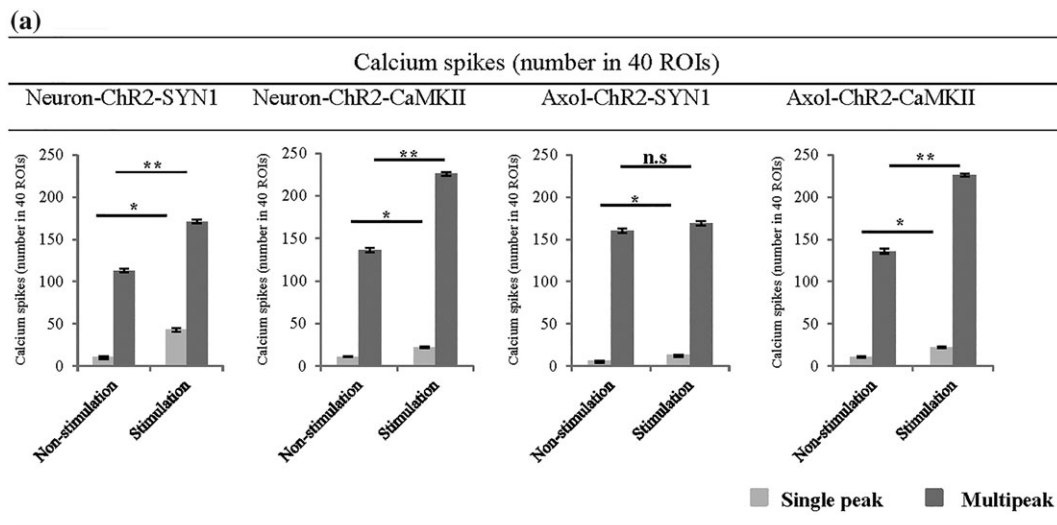 (a)
Calcium spikes (number in 40 ROIs)
Neuron-ChR2-SYN1 Neuron-ChR2-CaMKII Axol-ChR2-SYN1 Axol-ChR2-CaMKII
Calcium spikes (number in 40 ROIs)
250
200
150
100
50
0
**
*
Non-stimulation
Stimulation
Calcium spikes (number in 40 ROIs)
250
200
150
100
50
0
**
*
Non-stimulation
Stimulation
Calcium spikes (number in 40 ROIs)
250
200
150
100
50
0
n.s
*
Non-stimulation
Stimulation
Calcium spikes (number in 40 ROIs)
250
200
150
100
50
0
**
*
Non-stimulation
Stimulation
Single peak Multipeak